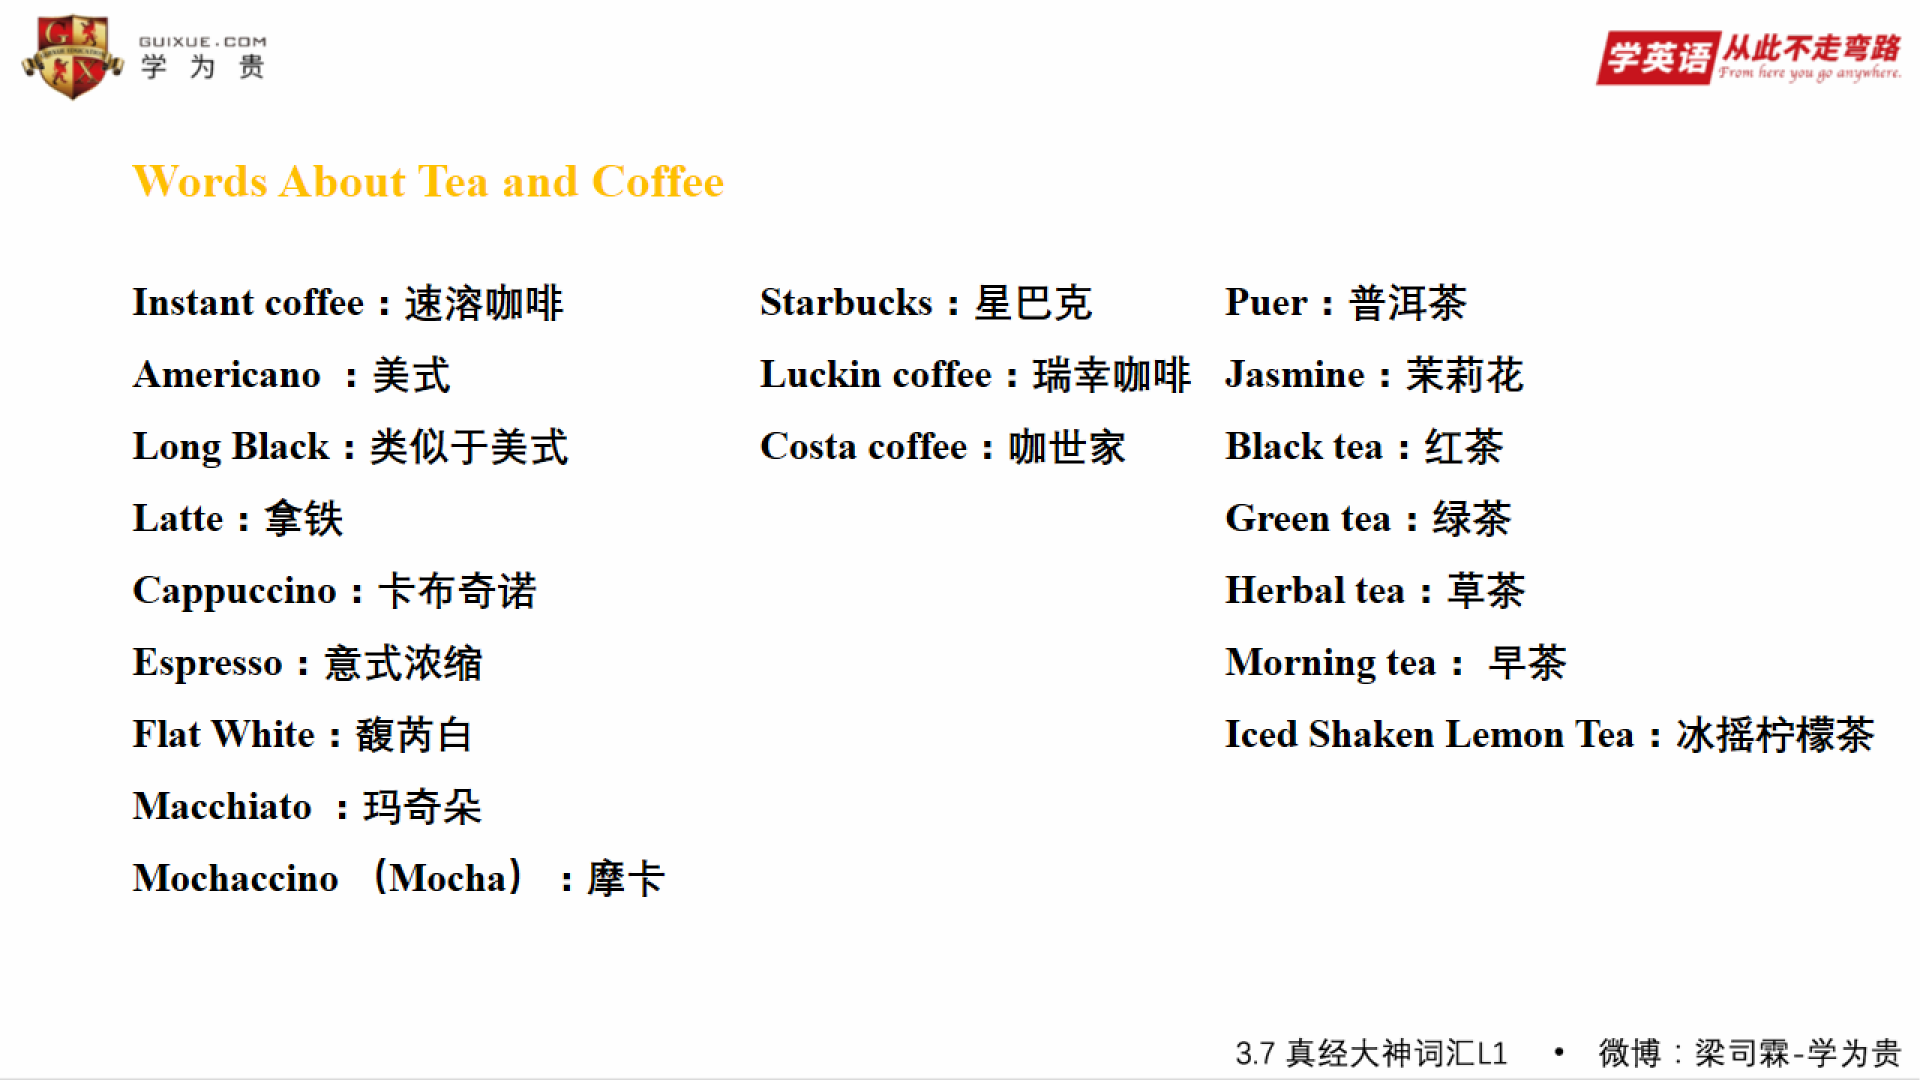 GUIXUE.COM
学为贵
学英语 从此不走弯路
From here you go anywhere.
Words About Tea and Coffee
Instant coffee：速溶咖啡
Americano ：美式
Long Black：类似于美式
Latte：拿铁
Cappuccino：卡布奇诺
Espresso：意式浓缩
Flat White：馥芮白
Macchiato ：玛奇朵
Mochaccino （Mocha） ：摩卡
Starbucks：星巴克
Luckin coffee：瑞幸咖啡
Costa coffee：咖世家
Puer：普洱茶
Jasmine：茉莉花
Black tea：红茶
Green tea：绿茶
Herbal tea：草茶
Morning tea： 早茶
Iced Shaken Lemon Tea：冰摇柠檬茶
3.7 真经大神词汇L1 • 微博：梁司霖-学为贵